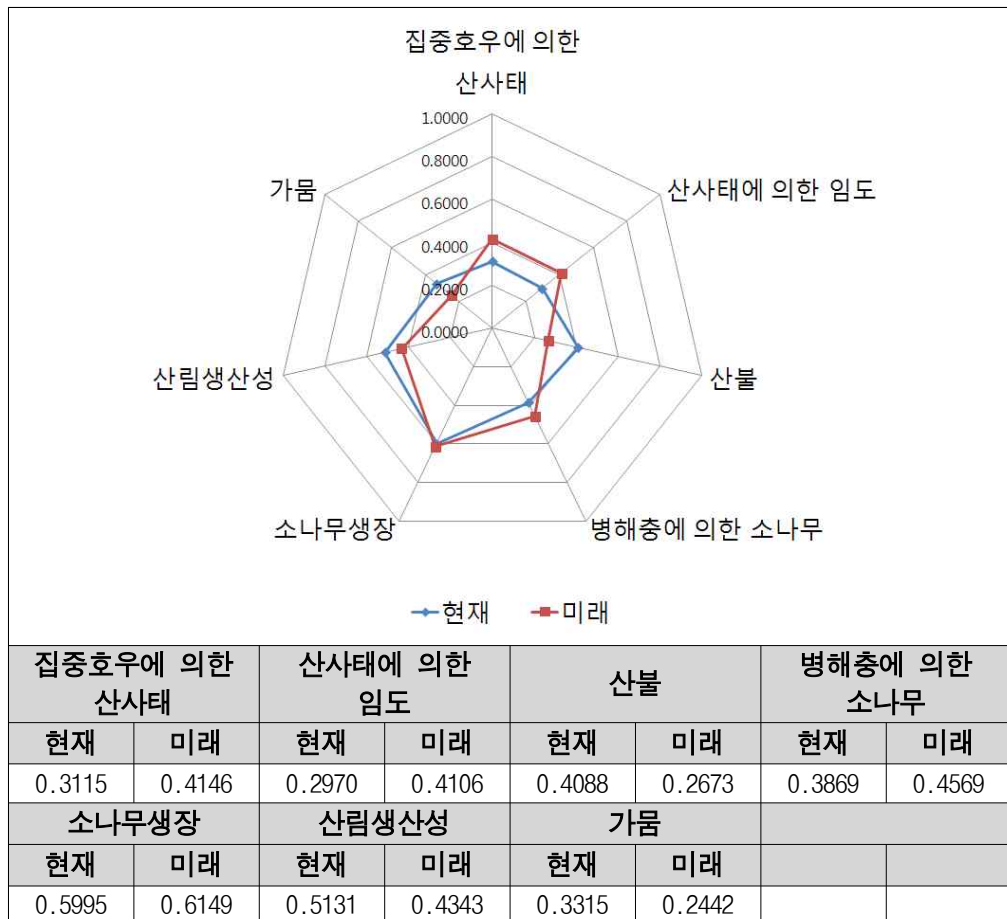 집중호우에 의한
산사태
1.0000
0.8000
0.6000
0.4000
0.2000
0.0000
가뭄
산사태에 의한 임도
산림생산성
산불
소나무생장
병해충에 의한 소나무
현재 미래
집중호우에 의한 산사태에 의한 산불 병해충에 의한
산사태 임도 소나무
현재 미래 현재 미래 현재 미래 현재 미래
0.3115 0.4146 0.2970 0.4106 0.4088 0.2673 0.3869 0.4569
소나무생장 산림생산성 가뭄
현재 미래 현재 미래 현재 미래
0.5995 0.6149 0.5131 0.4343 0.3315 0.2442